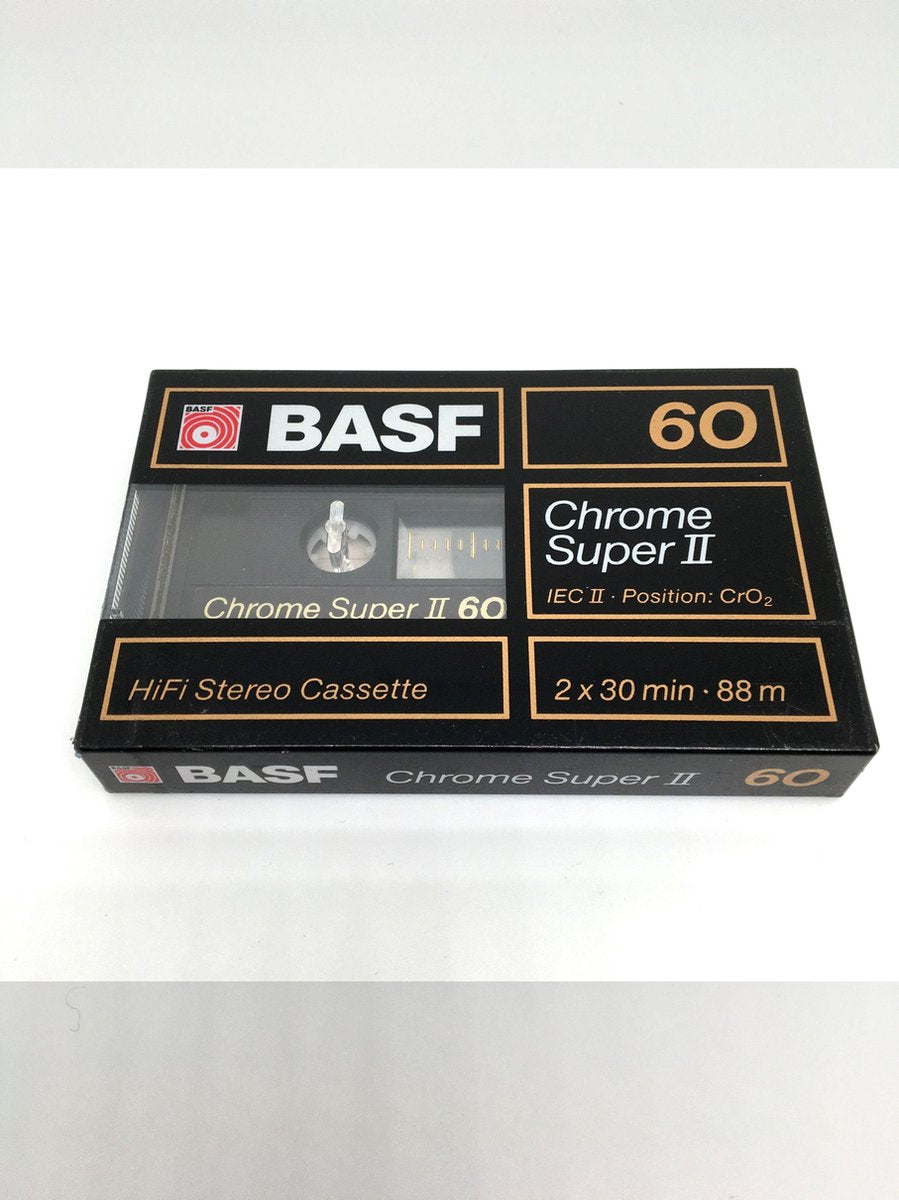 BASF
BASF
60
Chrome
Super II
IEC II · Position: CrO₂
Chrome Super II 60
HiFi Stereo Cassette
2 x 30 min · 88 m
BASF
BASF
Chrome Super II
60